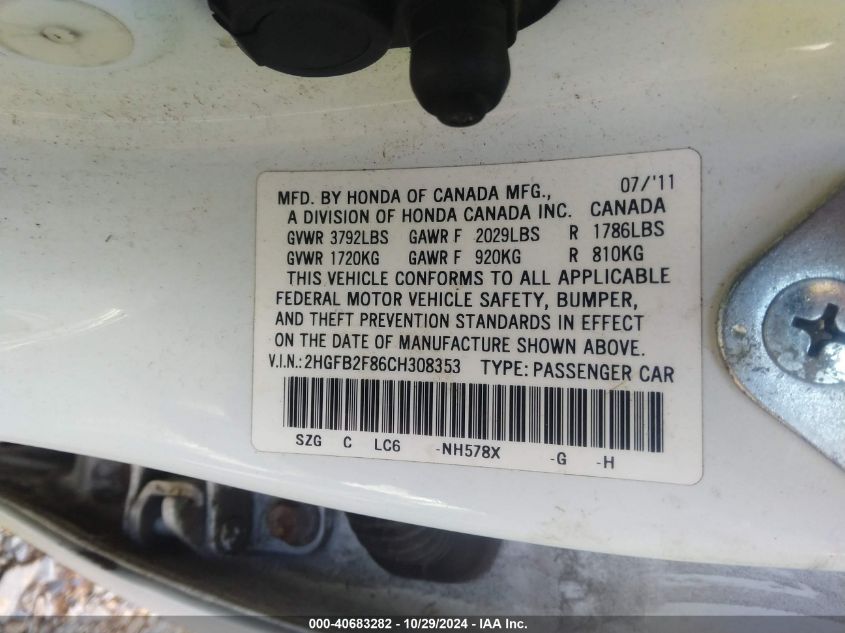 MFD. BY HONDA OF CANADA MFG., 07/'11
A DIVISION OF HONDA CANADA INC. CANADA
GVWR 3792LBS GAWR F 2029LBS R 1786LBS
GVWR 1720KG GAWR F 920KG R 810KG
THIS VEHICLE CONFORMS TO ALL APPLICABLE
FEDERAL MOTOR VEHICLE SAFETY, BUMPER,
AND THEFT PREVENTION STANDARDS IN EFFECT
ON THE DATE OF MANUFACTURE SHOWN ABOVE.
V.I.N.: 2HGFB2F86CH308353 TYPE: PASSENGER CAR
SZG C LC6 -NH578X -G -H
000-40683282 - 10/29/2024 - IAA Inc.